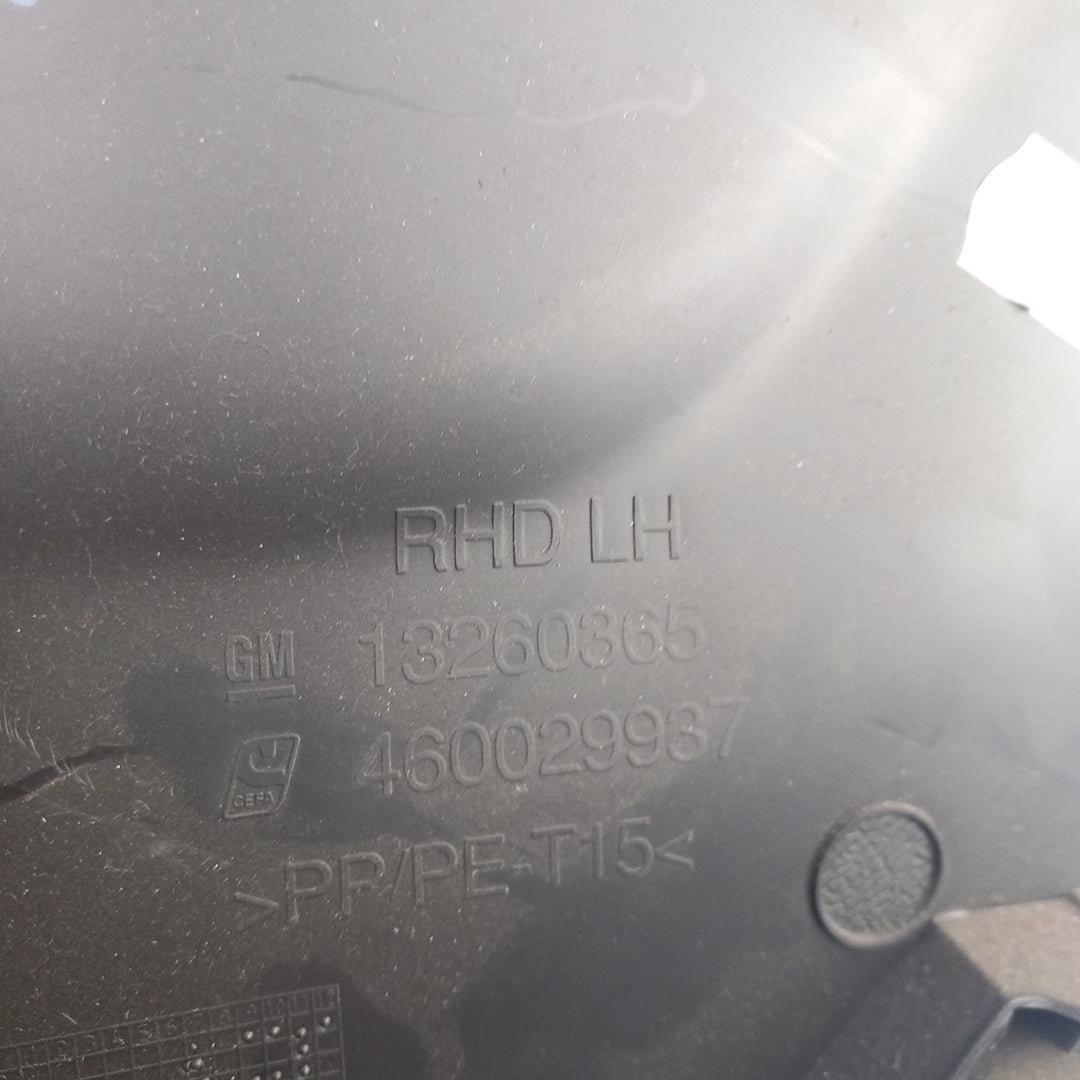 RHD LH
GM 13260365
CEFA 460029937
>PP/PE-T15<